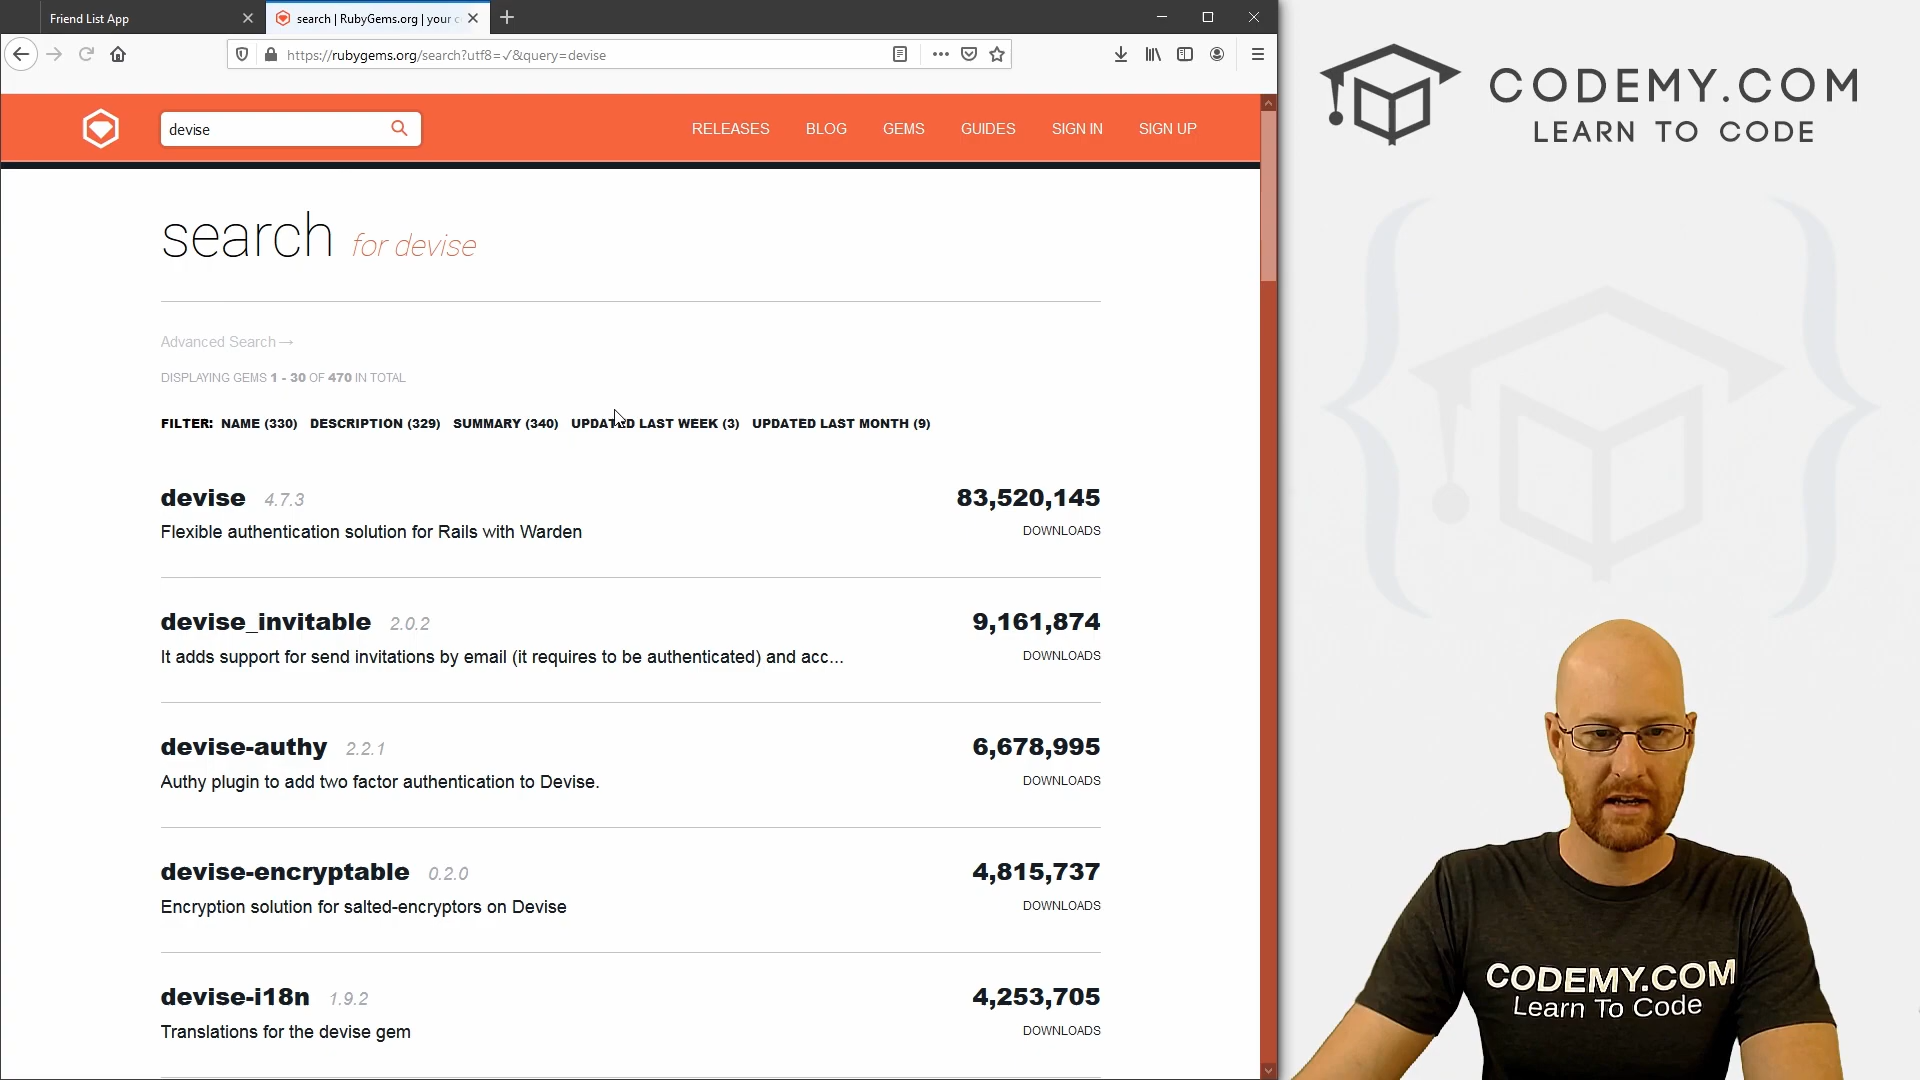 Friend List App
search | RubyGems.org | your c
https://rubygems.org/search?utf8=✓&query=devise
devise
RELEASES BLOG GEMS GUIDES SIGN IN SIGN UP
search for devise
Advanced Search →
DISPLAYING GEMS 1 - 30 OF 470 IN TOTAL
FILTER: NAME (330) DESCRIPTION (329) SUMMARY (340) UPDATED LAST WEEK (3) UPDATED LAST MONTH (9)
devise 4.7.3
83,520,145
Flexible authentication solution for Rails with Warden
DOWNLOADS
devise_invitable 2.0.2
9,161,874
It adds support for send invitations by email (it requires to be authenticated) and acc...
DOWNLOADS
devise-authy 2.2.1
6,678,995
Authy plugin to add two factor authentication to Devise.
DOWNLOADS
devise-encryptable 0.2.0
4,815,737
Encryption solution for salted-encryptors on Devise
DOWNLOADS
devise-i18n 1.9.2
4,253,705
Translations for the devise gem
DOWNLOADS
CODEMY.COM
LEARN TO CODE
CODEMY.COM
Learn To Code